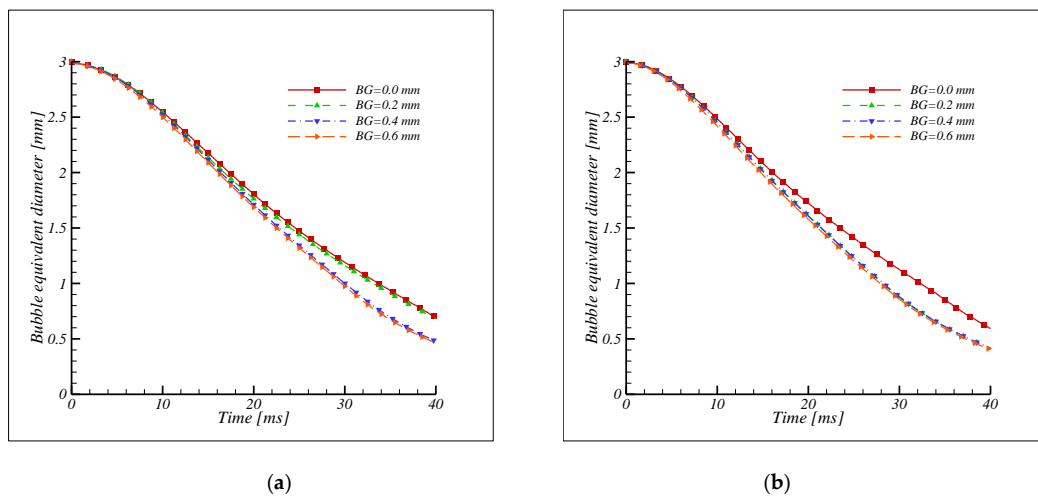 3
2.5
2
1.5
1
0.5
0
0
10
20
30
40
Bubble equivalent diameter [mm]
Time [ms]
BG=0.0 mm
BG=0.2 mm
BG=0.4 mm
BG=0.6 mm
(a)
3
2.5
2
1.5
1
0.5
0
0
10
20
30
40
Bubble equivalent diameter [mm]
Time [ms]
BG=0.0 mm
BG=0.2 mm
BG=0.4 mm
BG=0.6 mm
(b)